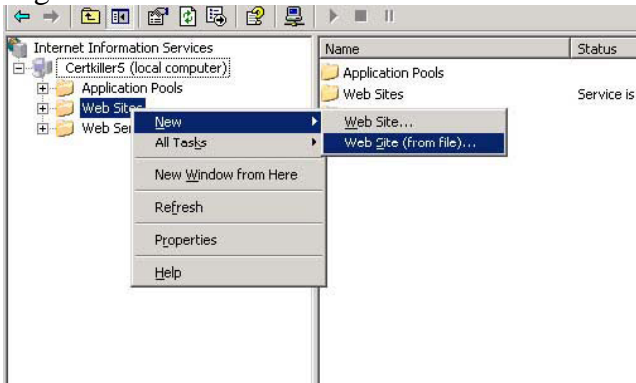 Internet Information Services
Certkiller5 (local computer)
Application Pools
Web Sites
Web Ser
New
All Tasks
New Window from Here
Refresh
Properties
Help
Web Site...
Web Site (from file)...
Name Status
Application Pools
Web Sites Service is